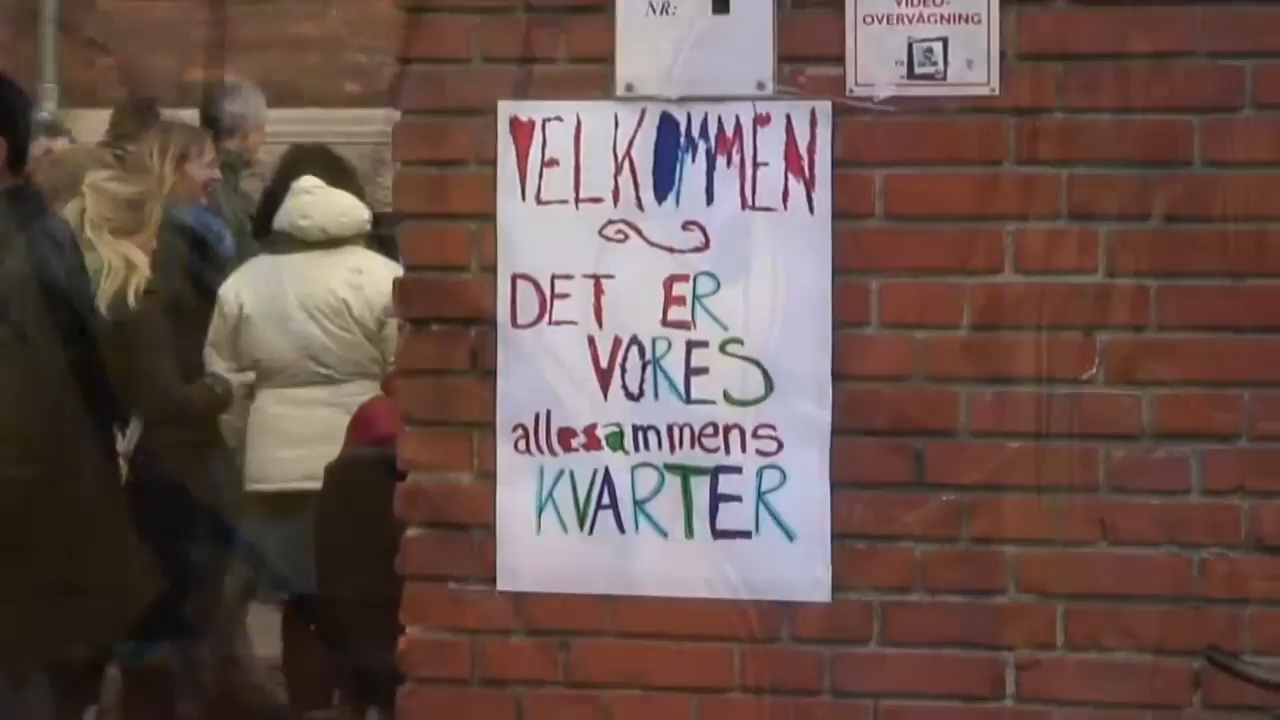 NR:
VIDEO-
OVERVÅGNING
VELKOMMEN
DET ER
VORES
allesammens
KVARTER